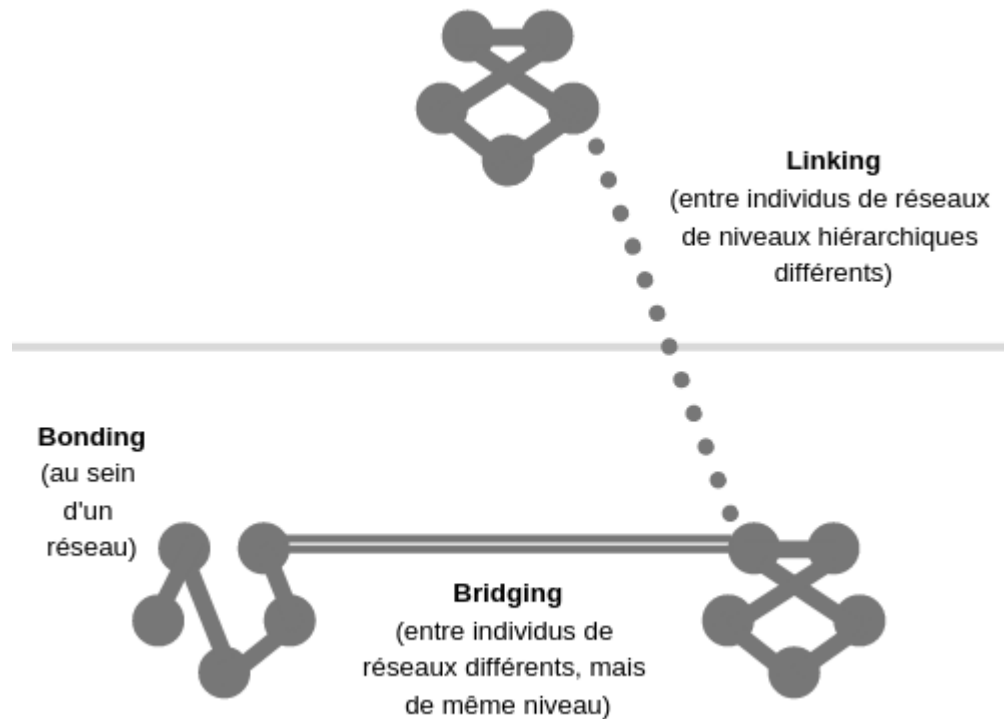 Linking
(entre individus de réseaux
de niveaux hiérarchiques
différents)
Bonding
(au sein
d'un
réseau)
Bridging
(entre individus de
réseaux différents, mais
de même niveau)